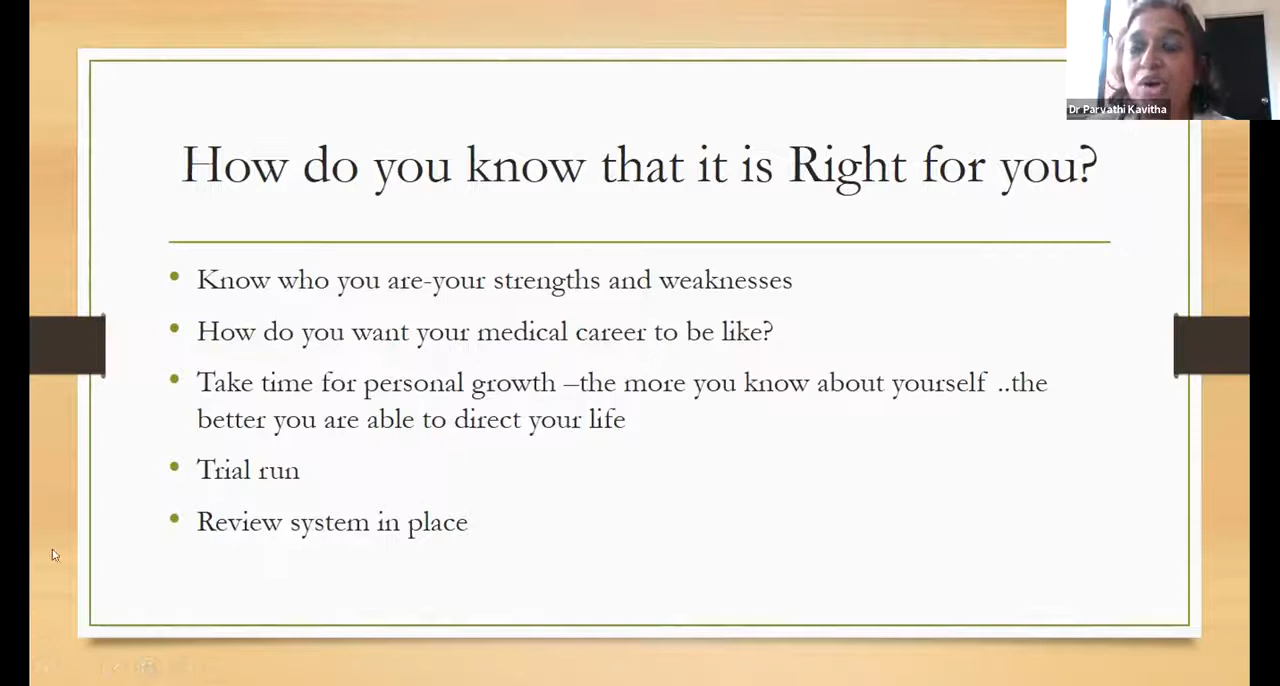 Dr Parvathi Kavitha
How do you know that it is Right for you?
• Know who you are-your strengths and weaknesses
• How do you want your medical career to be like?
• Take time for personal growth –the more you know about yourself ..the
better you are able to direct your life
• Trial run
• Review system in place